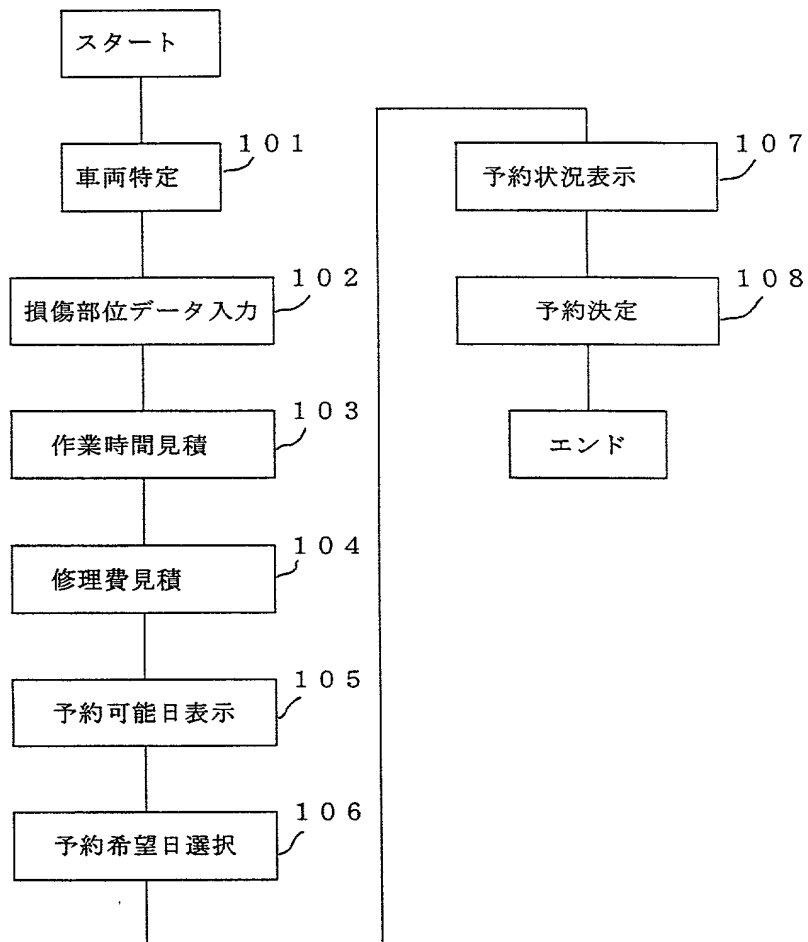 スタート
101
車両特定
102
損傷部位データ入力
103
作業時間見積
104
修理費見積
105
予約可能日表示
106
予約希望日選択
107
予約状況表示
108
予約決定
エンド